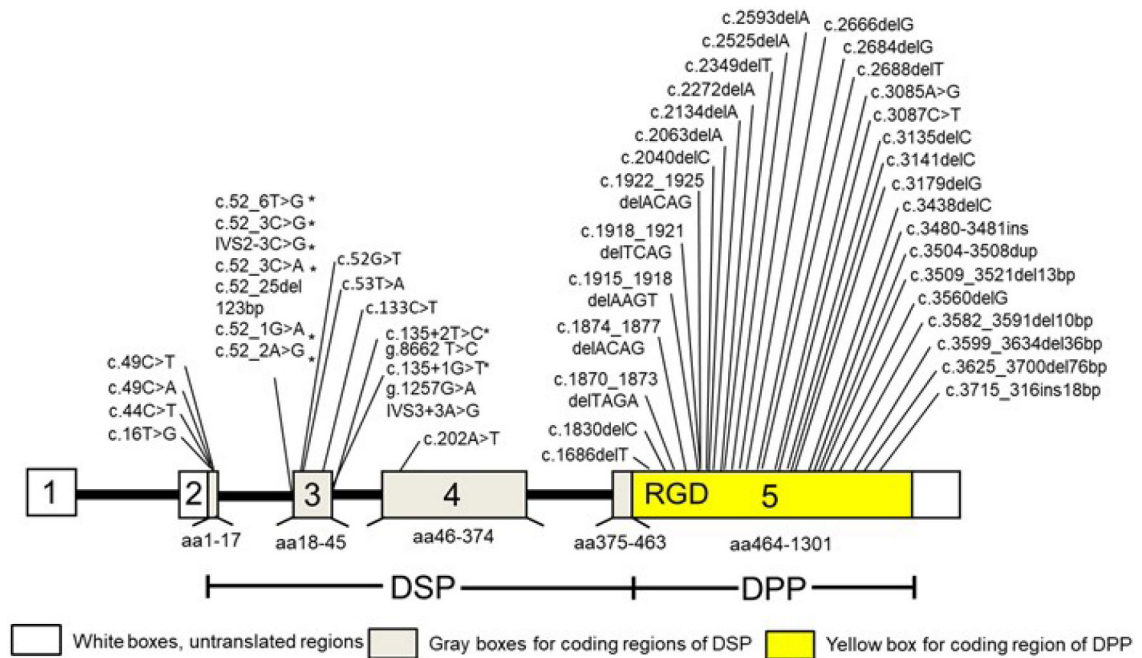 c.2593delA
c.2525delA
c.2349delT
c.2272delA
c.2134delA
c.2063delA
c.2040delC
c.1922_1925
delACAG
c.1918_1921
delTCAG
c.1915_1918
delAAGT
c.1874_1877
delACAG
c.1870_1873
delTAGA
c.1830delC
c.1686delT
c.2666delG
c.2684delG
c.2688delT
c.3085A>G
c.3087C>T
c.3135delC
c.3141delC
c.3179delG
c.3438delC
c.3480-3481ins
c.3504-3508dup
c.3509_3521del13bp
c.3560delG
c.3582_3591del10bp
c.3599_3634del36bp
c.3625_3700del76bp
c.3715_316ins18bp
c.52_6T>G *
c.52_3C>G *
IVS2-3C>G *
c.52_3C>A *
c.52_25del
123bp
c.52_1G>A *
c.52_2A>G *
c.52G>T
c.53T>A
c.133C>T
c.135+2T>C*
g.8662 T>C
c.135+1G>T*
g.1257G>A
IVS3+3A>G
c.202A>T
c.49C>T
c.49C>A
c.44C>T
c.16T>G
1 2 3 4 RGD 5
aa1-17 aa18-45 aa46-374 aa375-463 aa464-1301
DSP DPP
White boxes, untranslated regions Gray boxes for coding regions of DSP Yellow box for coding region of DPP